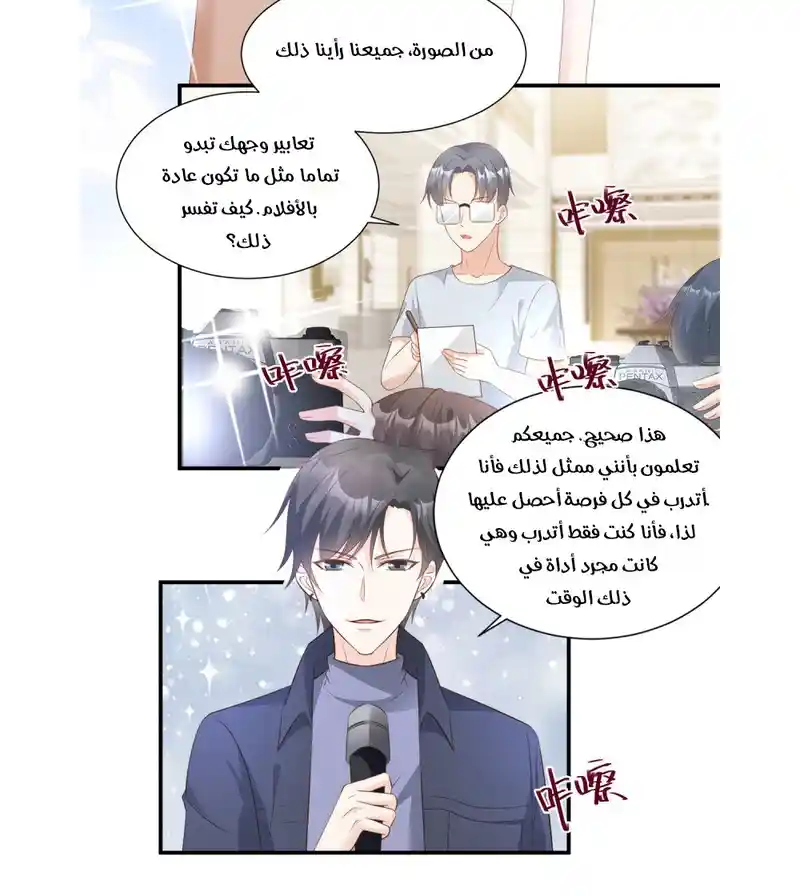 من الصورة، جميعنا رأينا ذلك
تعابير وجهك تبدو
تماما مثل ما تكون عادة
بالأفلام. كيف تفسر
ذلك؟
咔嚓
咔嚓
咔嚓
PENTAX
PENTAX
هذا صحيح. جميعكم
تعلمون بأنني ممثل لذلك فأنا
أتدرب في كل فرصة أحصل عليها.
لذا، فأنا كنت فقط أتدرب وهي
كانت مجرد أداة في
ذلك الوقت
咔嚓